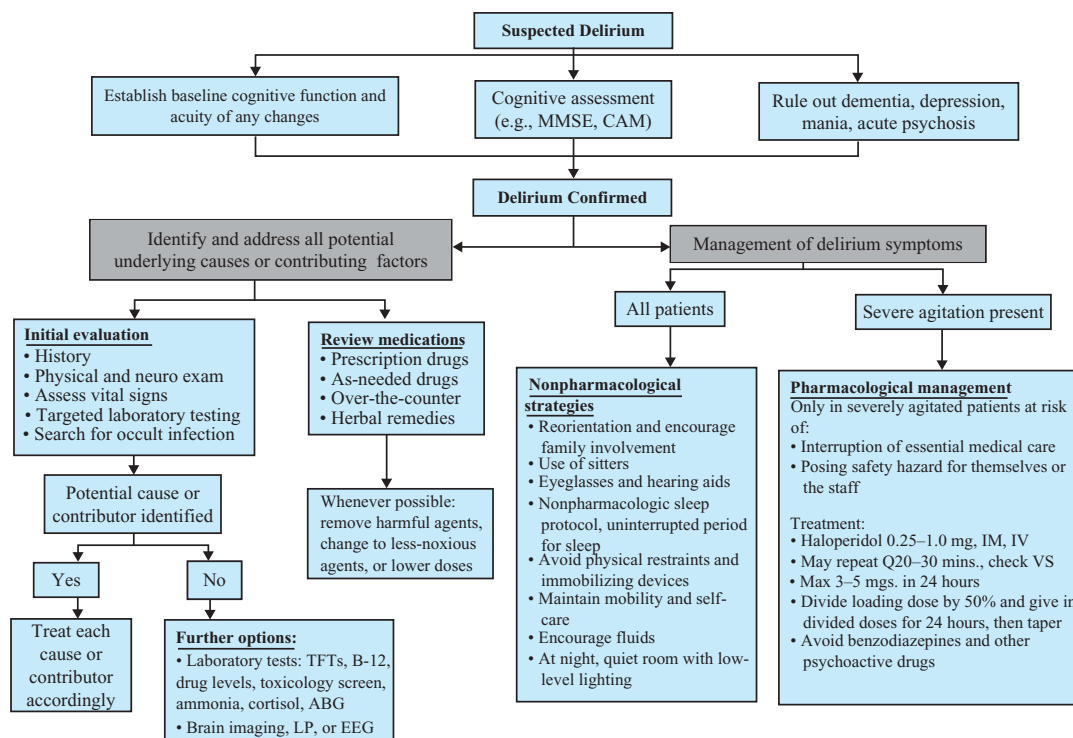 Suspected Delirium
Establish baseline cognitive function and
acuity of any changes
Cognitive assessment
(e.g., MMSE, CAM)
Rule out dementia, depression,
mania, acute psychosis
Delirium Confirmed
Identify and address all potential
underlying causes or contributing factors
Management of delirium symptoms
Initial evaluation
• History
• Physical and neuro exam
• Assess vital signs
• Targeted laboratory testing
• Search for occult infection
Review medications
• Prescription drugs
• As-needed drugs
• Over-the-counter
• Herbal remedies
All patients
Severe agitation present
Potential cause or
contributor identified
Whenever possible:
remove harmful agents,
change to less-noxious
agents, or lower doses
Yes
No
Treat each
cause or
contributor
accordingly
Further options:
• Laboratory tests: TFTs, B-12,
drug levels, toxicology screen,
ammonia, cortisol, ABG
• Brain imaging, LP, or EEG
Nonpharmacological
strategies
• Reorientation and encourage
family involvement
• Use of sitters
• Eyeglasses and hearing aids
• Nonpharmacologic sleep
protocol, uninterrupted period
for sleep
• Avoid physical restraints and
immobilizing devices
• Maintain mobility and self-
care
• Encourage fluids
• At night, quiet room with low-
level lighting
Pharmacological management
Only in severely agitated patients at risk
of:
• Interruption of essential medical care
• Posing safety hazard for themselves or
the staff
Treatment:
• Haloperidol 0.25–1.0 mg, IM, IV
• May repeat Q20–30 mins., check VS
• Max 3–5 mgs. in 24 hours
• Divide loading dose by 50% and give in
divided doses for 24 hours, then taper
• Avoid benzodiazepines and other
psychoactive drugs